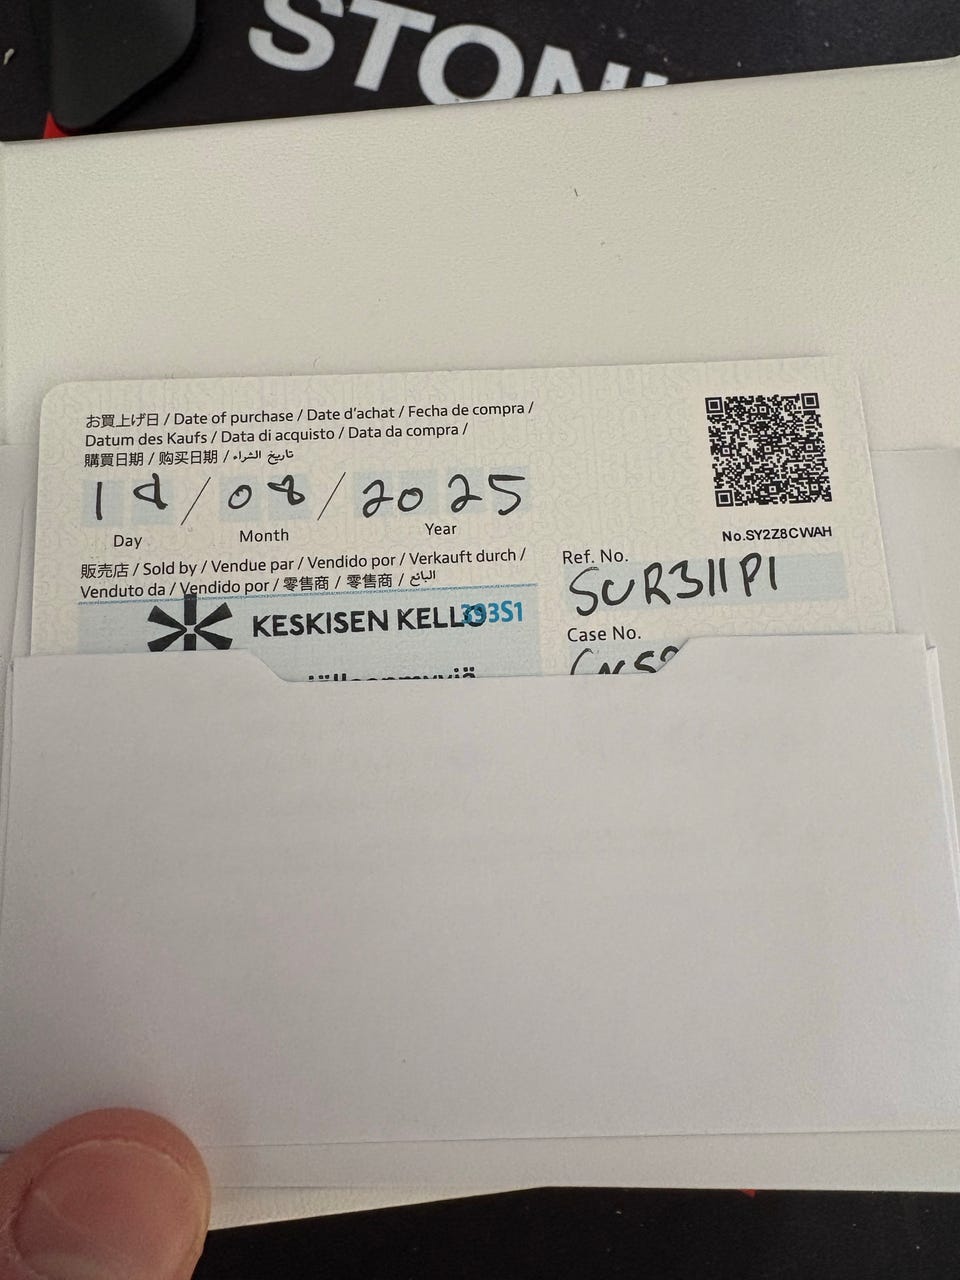 お買上げ日 / Date of purchase / Date d'achat / Fecha de compra /
Datum des Kaufs / Data di acquisto / Data da compra /
購買日期 / 购买日期 / تاريخ الشراء
18 / 08 / 2025
Day Month Year
No.SY2Z8CWAH
販売店 / Sold by / Vendue par / Vendido por / Verkauft durch /
Venduto da / Vendido por / 零售商 / 零售商 / البائع
KESKISEN KELLO
393S1
Ref. No.
SUR311P1
Case No.